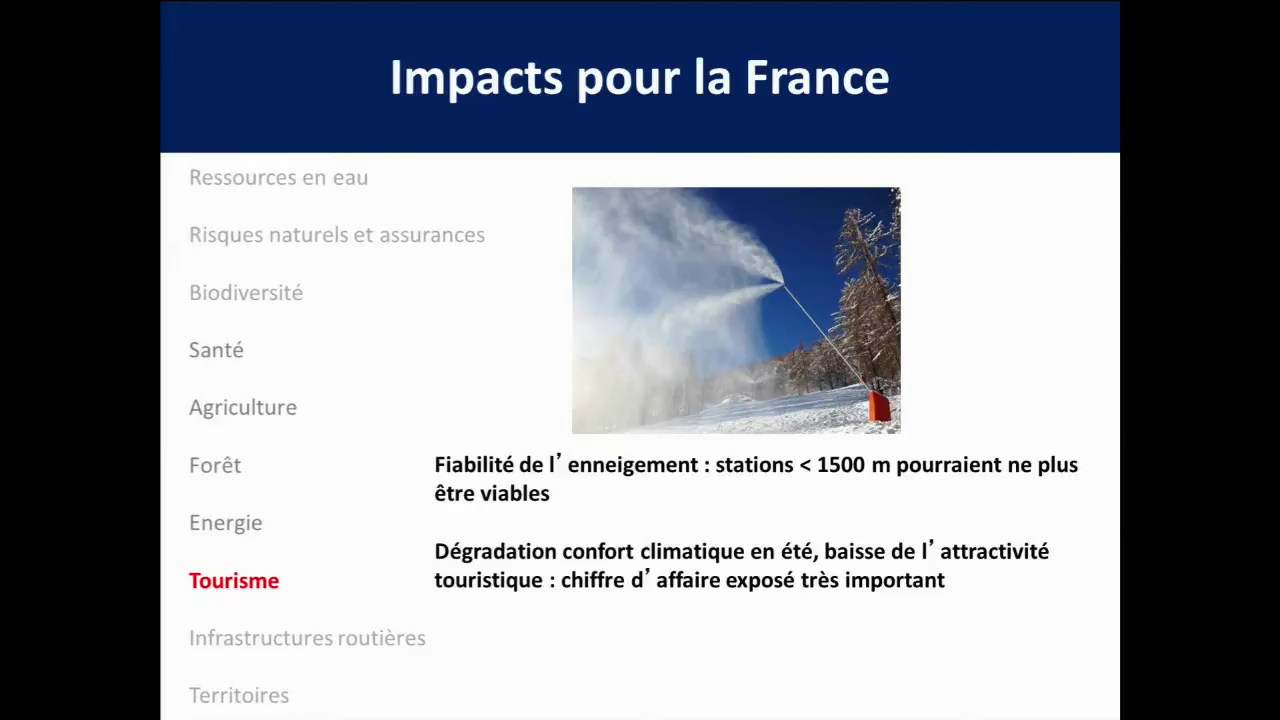 Impacts pour la France
Ressources en eau
Risques naturels et assurances
Biodiversité
Santé
Agriculture
Forêt
Energie
Tourisme
Infrastructures routières
Territoires
Fiabilité de l’ enneigement : stations < 1500 m pourraient ne plus
être viables
Dégradation confort climatique en été, baisse de l’ attractivité
touristique : chiffre d’ affaire exposé très important